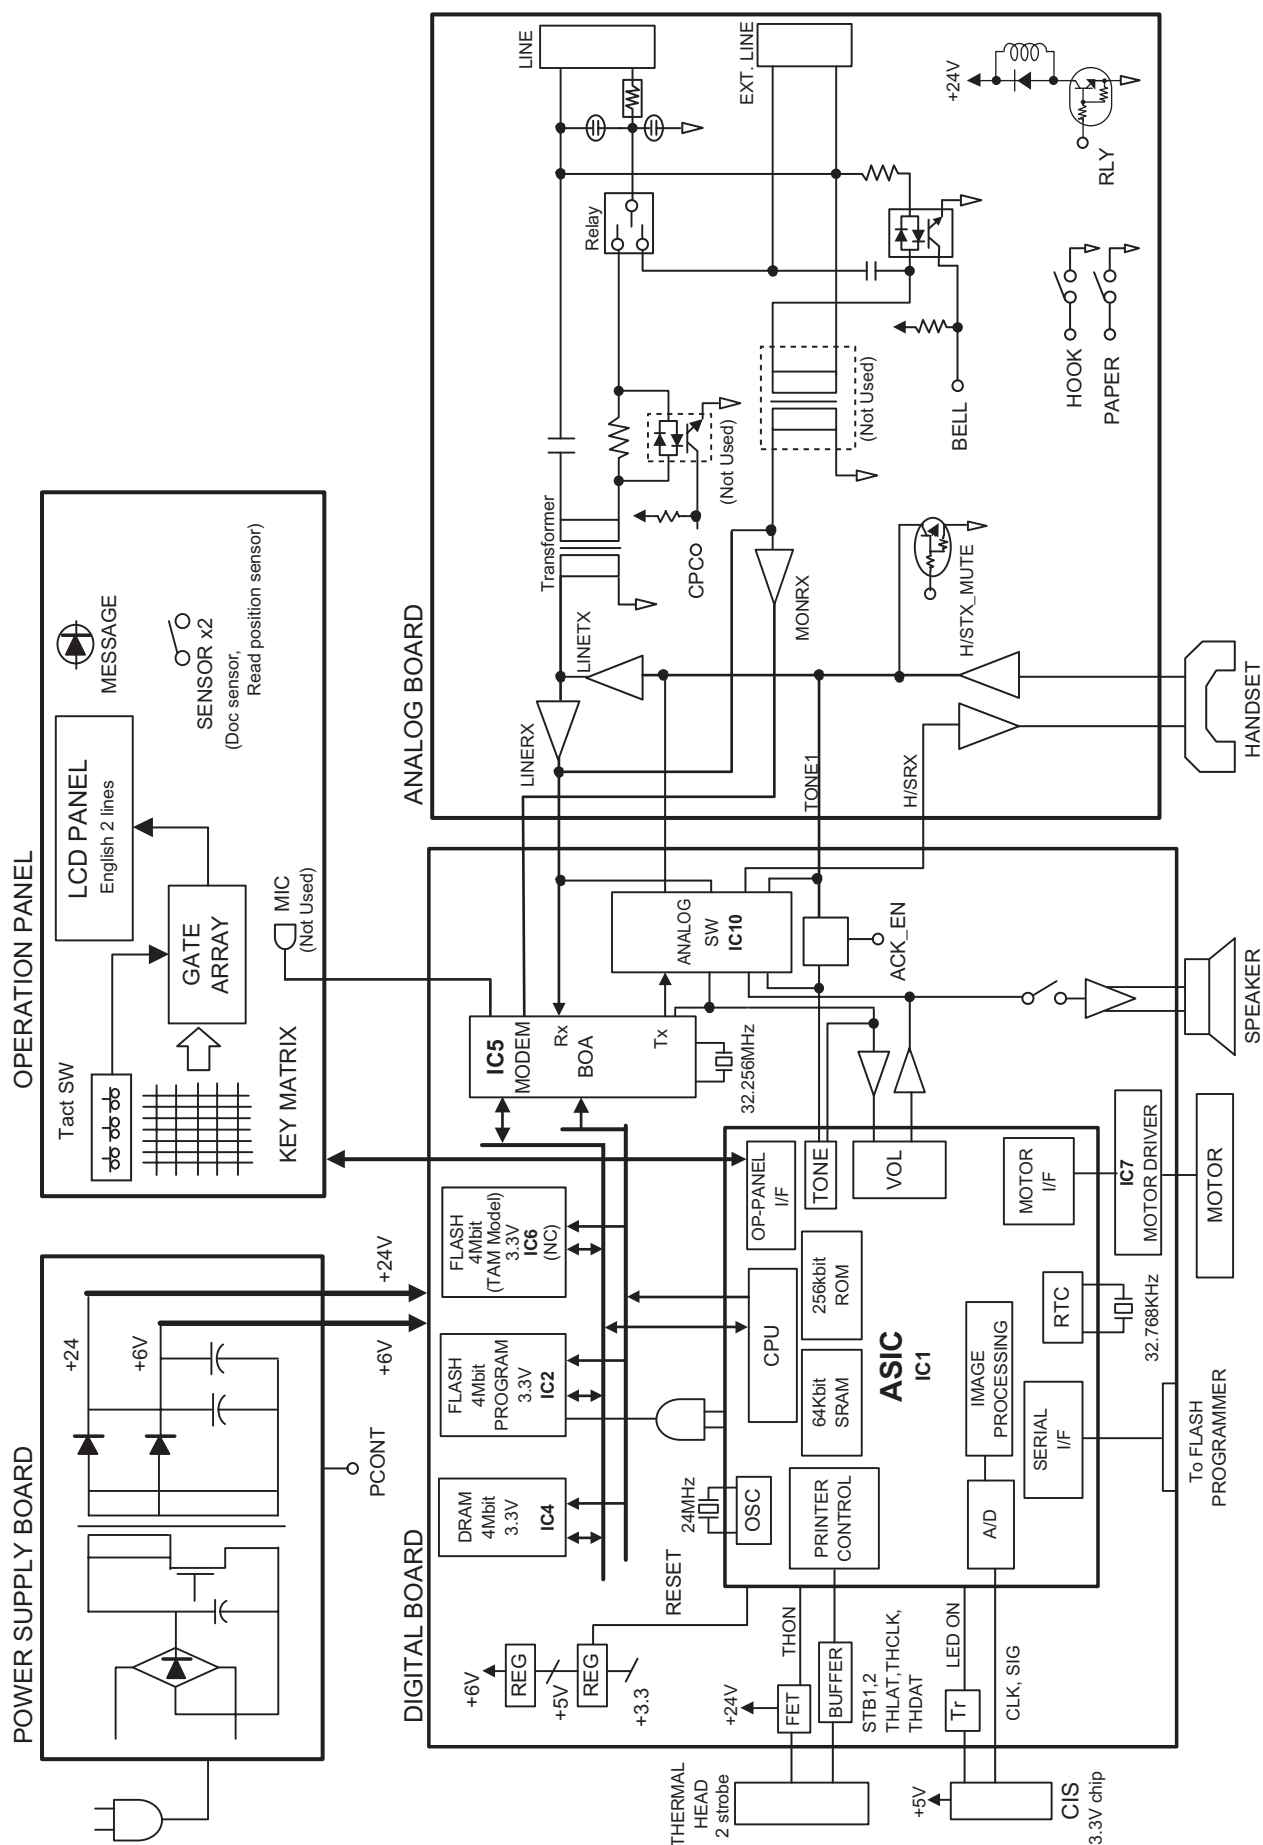 POWER SUPPLY BOARD
+24
+6V
PCONT
+24V
+6V
OPERATION PANEL
Tact SW
KEY MATRIX
GATE
ARRAY
LCD PANEL
English 2 lines
MIC
(Not Used)
MESSAGE
SENSOR x2
(Doc sensor,
Read position sensor)
DIGITAL BOARD
+6V
REG
+5V
REG
+3.3
RESET
DRAM
4Mbit
3.3V
IC4
FLASH
4Mbit
PROGRAM
3.3V
IC2
FLASH
4Mbit
(TAM Model)
3.3V
IC6
(NC)
IC5
MODEM
Rx
BOA
Tx
32.256MHz
ANALOG
SW
IC10
ACK_EN
24MHz
OSC
CPU
OP-PANEL
I/F
TONE
VOL
PRINTER
CONTROL
64Kbit
SRAM
256kbit
ROM
ASIC
IC1
A/D
IMAGE
PROCESSING
SERIAL
I/F
RTC
32.768KHz
MOTOR
I/F
IC7
MOTOR DRIVER
MOTOR
To FLASH
PROGRAMMER
THON
+24V
FET
BUFFER
STB1,2
THLAT,THCLK,
THDAT
LED ON
Tr
CLK, SIG
THERMAL
HEAD
2 strobe
+5V
CIS
3.3V chip
SPEAKER
ANALOG BOARD
LINERX
LINETX
Transformer
MONRX
TONE1
H/SRX
H/STX_MUTE
HANDSET
CPC
(Not Used)
(Not Used)
Relay
LINE
EXT. LINE
BELL
HOOK
PAPER
+24V
RLY